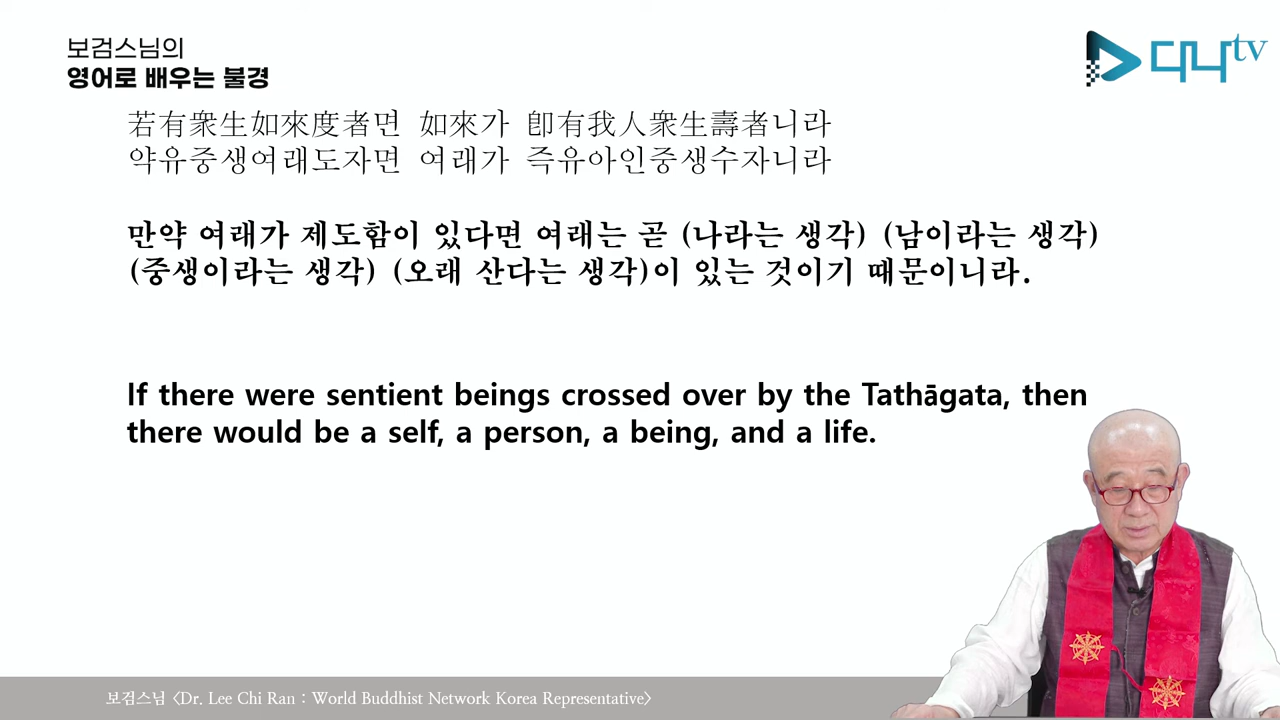 보검스님의
영어로 배우는 불경
다나tv
若有衆生如來度者면 如來가 卽有我人衆生壽者니라
약유중생여래도자면 여래가 즉유아인중생수자니라
만약 여래가 제도함이 있다면 여래는 곧 (나라는 생각) (남이라는 생각)
(중생이라는 생각) (오래 산다는 생각)이 있는 것이기 때문이니라.
If there were sentient beings crossed over by the Tathāgata, then
there would be a self, a person, a being, and a life.
보검스님 <Dr. Lee Chi Ran : World Buddhist Network Korea Representative>